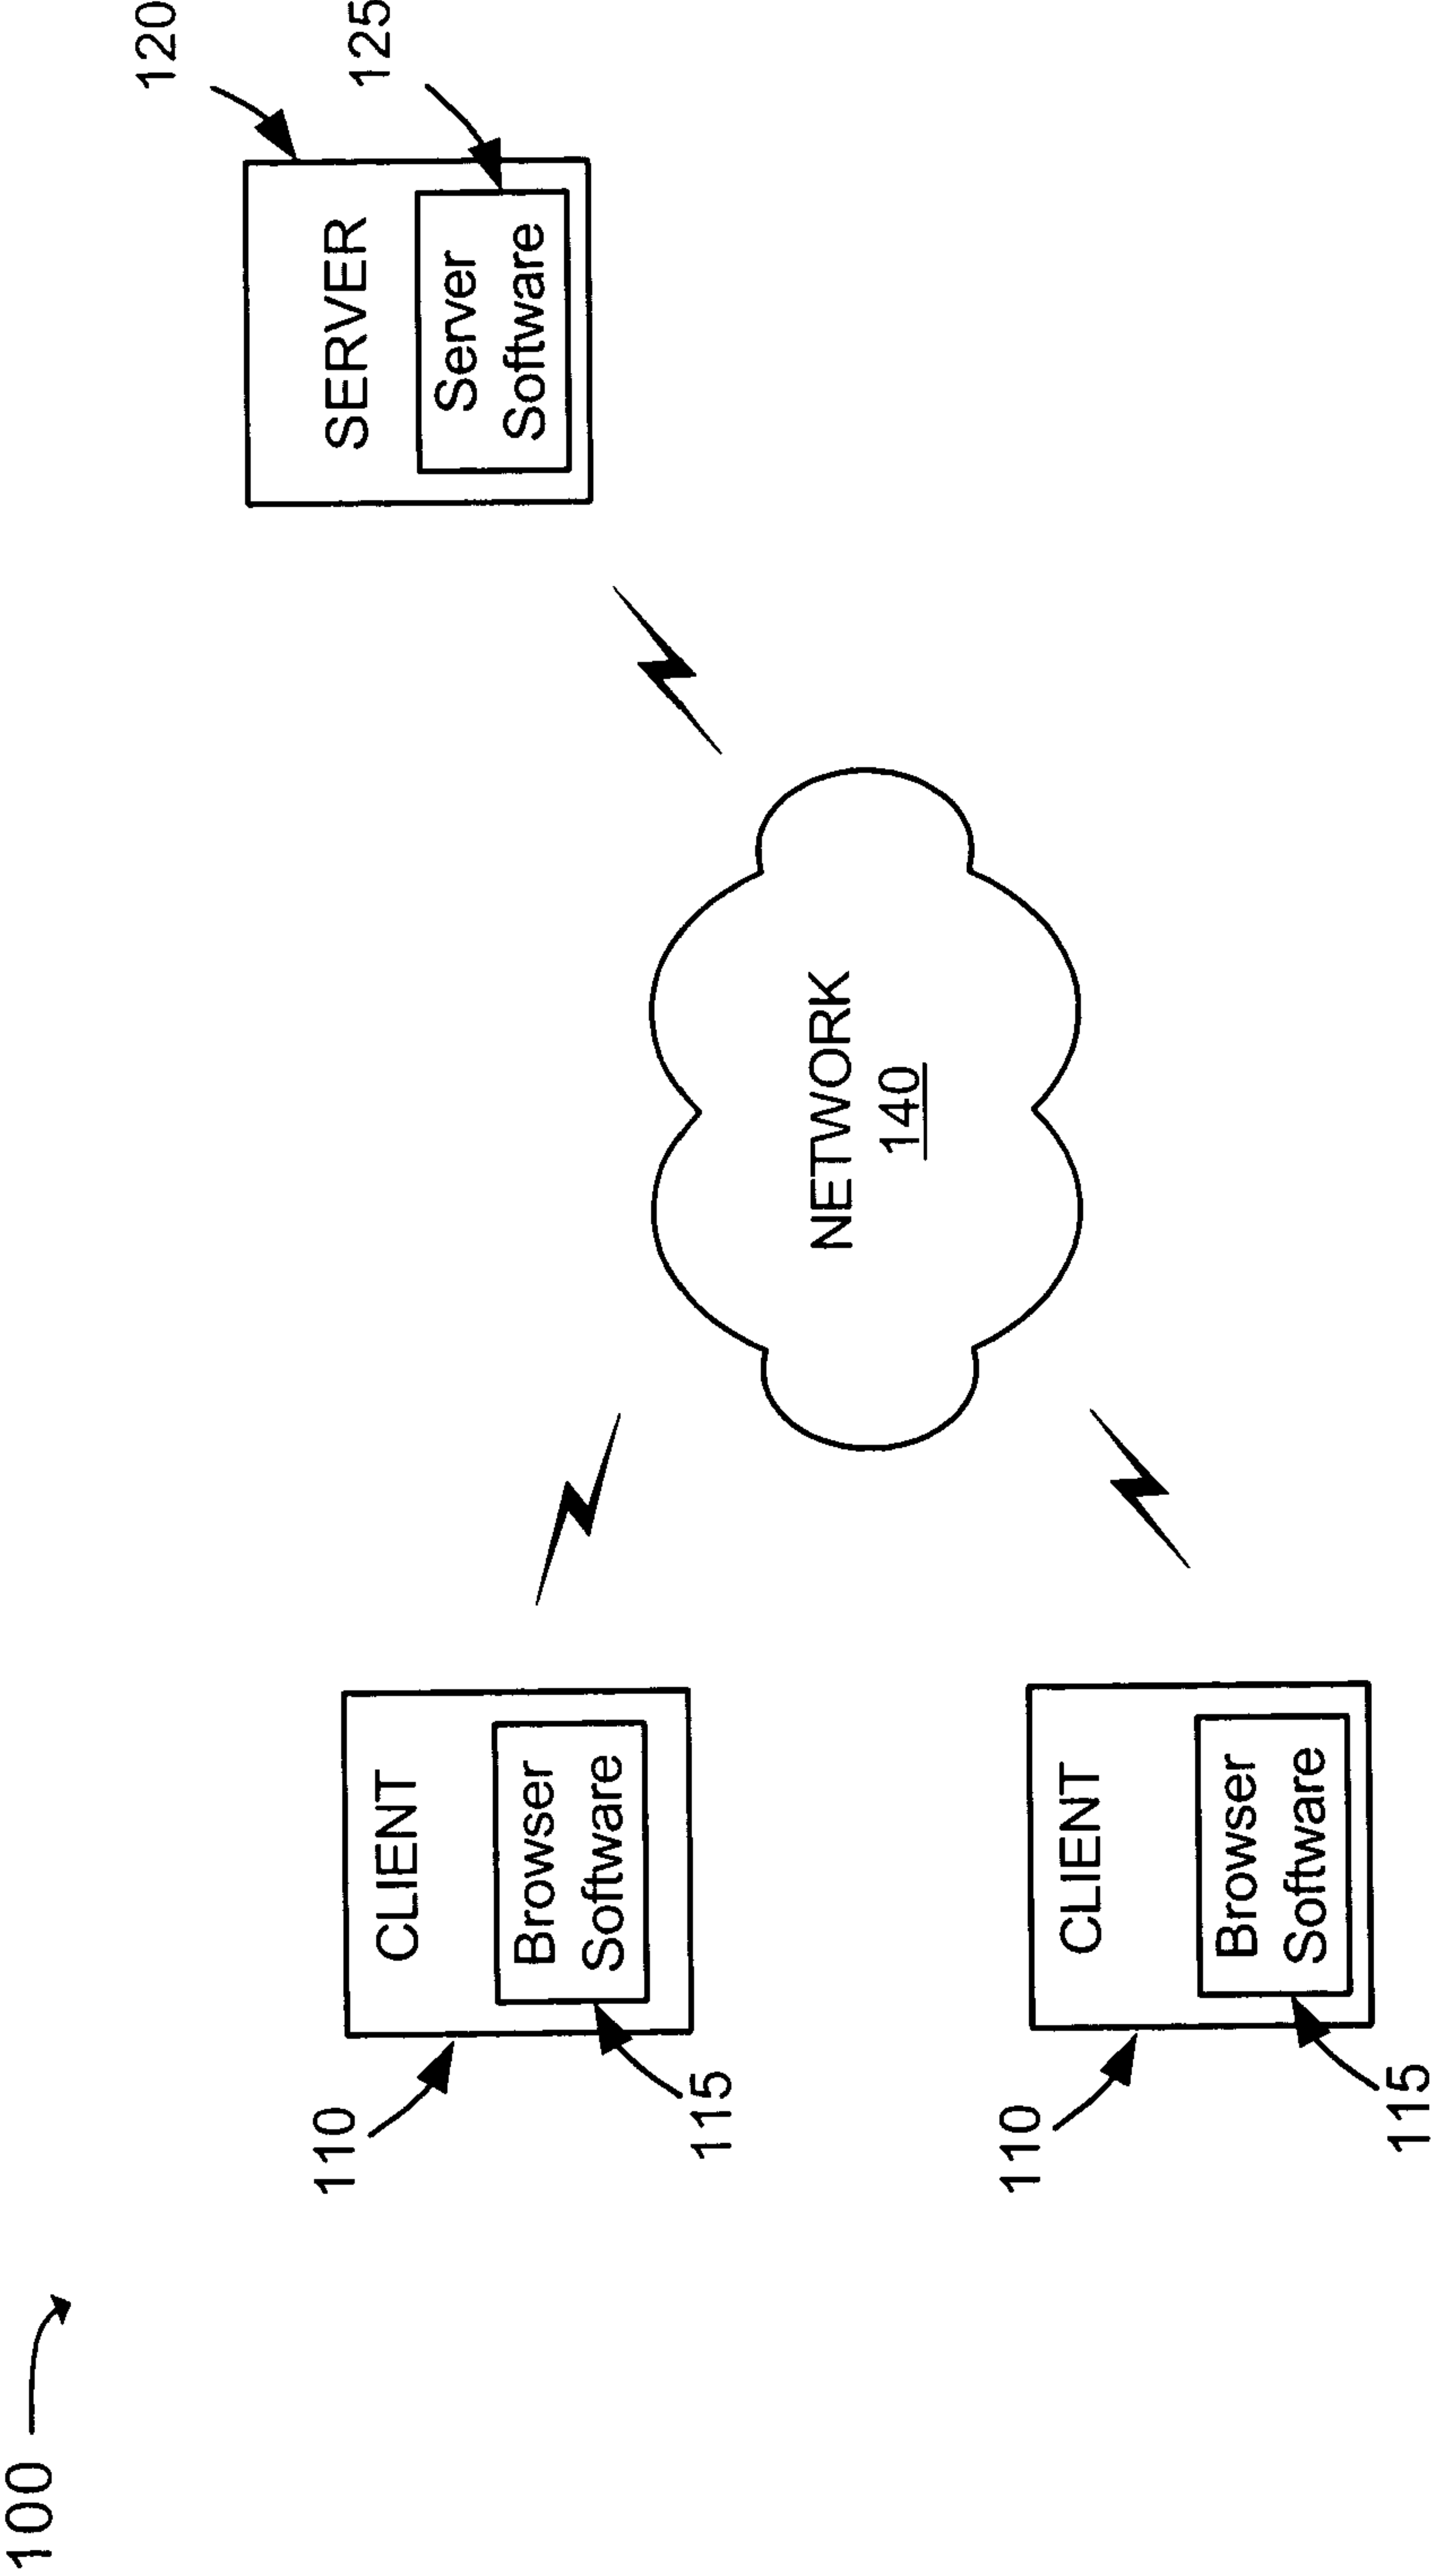 100
110
CLIENT
Browser
Software
115
110
CLIENT
Browser
Software
115
NETWORK
140
120
SERVER
125
Server
Software